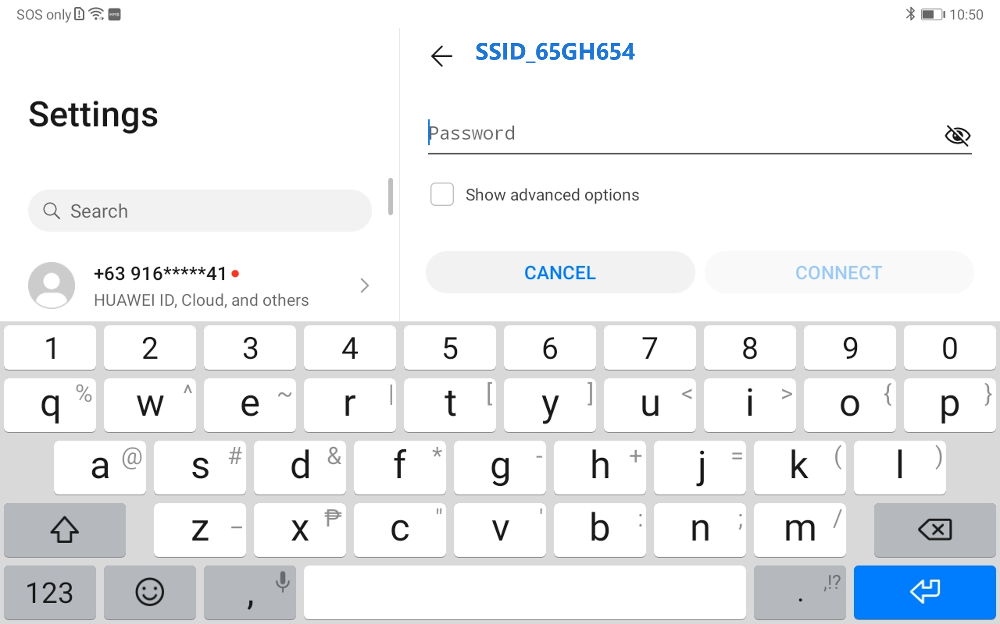 SOS only HMS 10:50
SSID_65GH654
Settings
Password
Show advanced options
Search
CANCEL CONNECT
+63 916*****41
HUAWEI ID, Cloud, and others
1 2 3 4 5 6 7 8 9 0
q % w ^ e ~ r | t [ y ] u < i > o { p }
a @ s # d & f * g - h + j = k ( l )
z _ x ₱ c " v ' b : n ; m /
123 , . ,!?